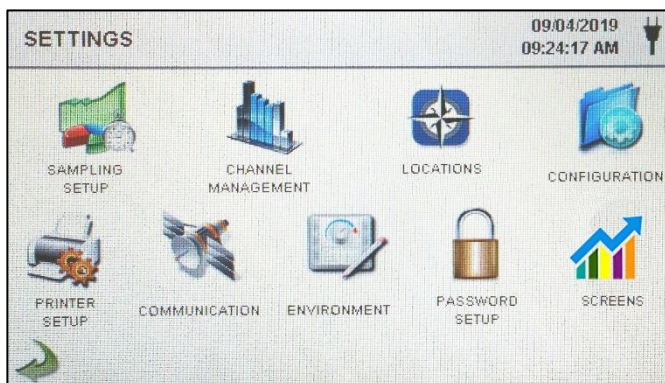 SETTINGS
09/04/2019
09:24:17 AM
SAMPLING
SETUP
CHANNEL
MANAGEMENT
LOCATIONS
CONFIGURATION
PRINTER
SETUP
COMMUNICATION
ENVIRONMENT
PASSWORD
SETUP
SCREENS